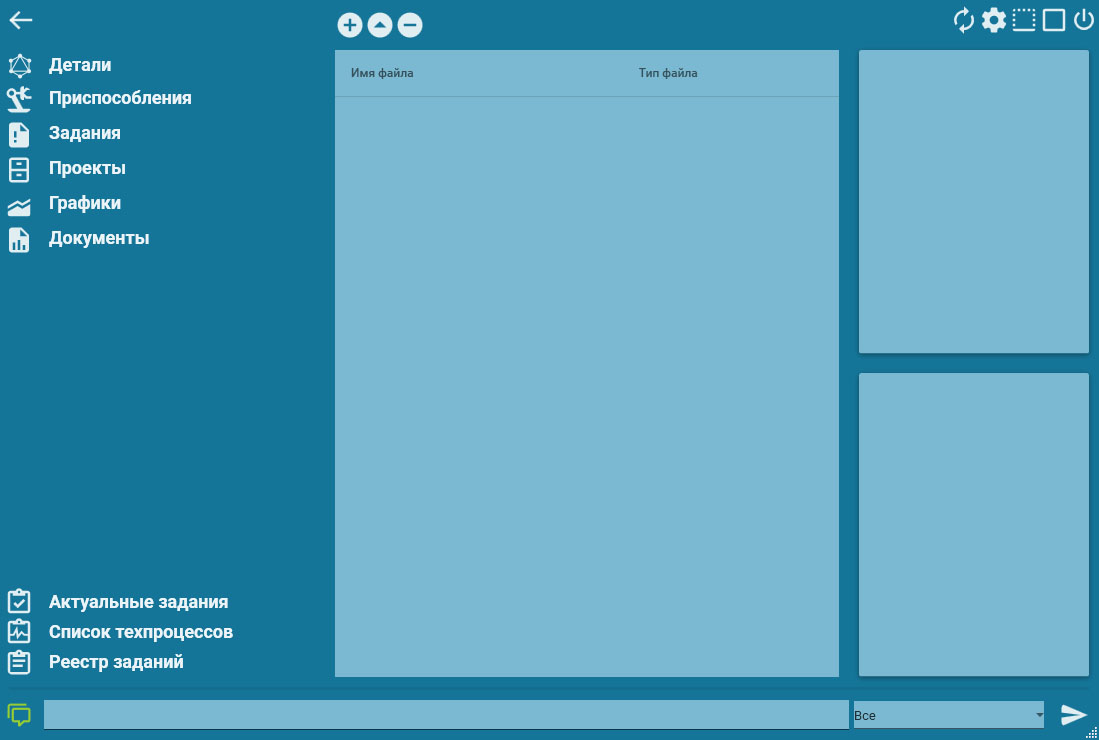 Детали
Приспособления
Задания
Проекты
Графики
Документы
Имя файла
Тип файла
Актуальные задания
Список техпроцессов
Реестр заданий
Все